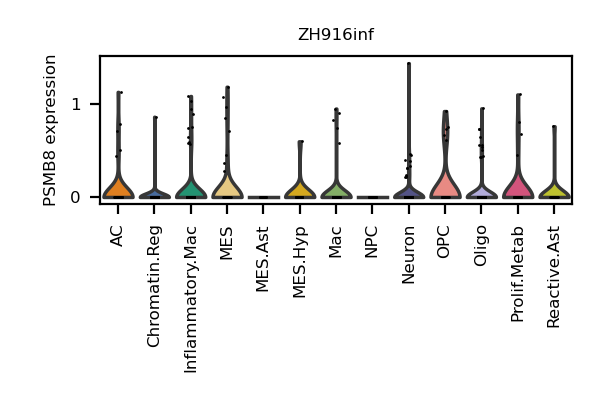 ZH916inf
PSMB8 expression
1
0
AC
Chromatin.Reg
Inflammatory.Mac
MES
MES.Ast
MES.Hyp
Mac
NPC
Neuron
OPC
Oligo
Prolif.Metab
Reactive.Ast